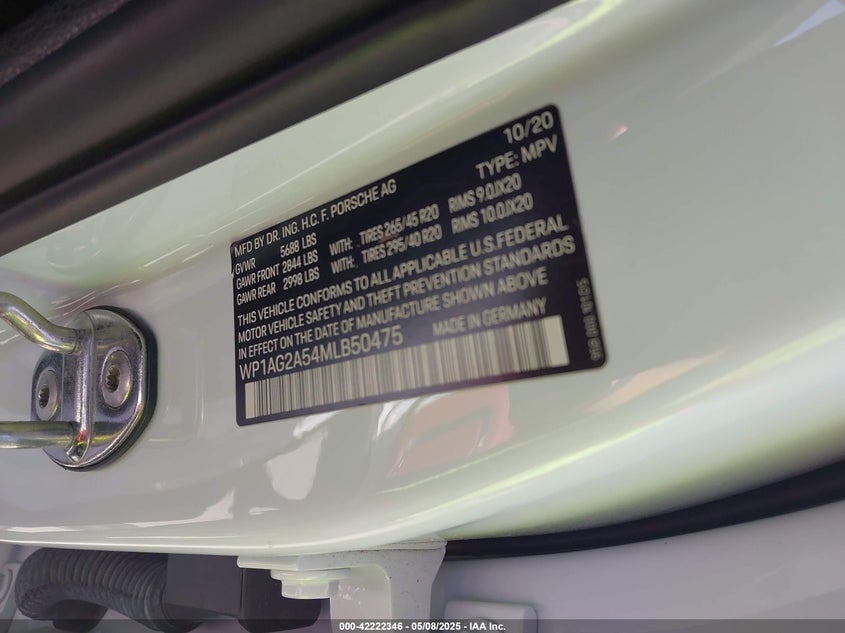 10/20
MFD BY DR. ING. H.C. F. PORSCHE AG TYPE: MPV
GVWR 5688 LBS
GAWR FRONT 2844 LBS WITH: TIRES 265/45 R20 RIMS 9.0JX20
GAWR REAR 2998 LBS WITH: TIRES 295/40 R20 RIMS 10.0JX20
THIS VEHICLE CONFORMS TO ALL APPLICABLE U.S FEDERAL
MOTOR VEHICLE SAFETY AND THEFT PREVENTION STANDARDS
IN EFFECT ON THE DATE OF MANUFACTURE SHOWN ABOVE
WP1AG2A54MLB50475 MADE IN GERMANY
000-42222346 - 05/08/2025 - IAA Inc.